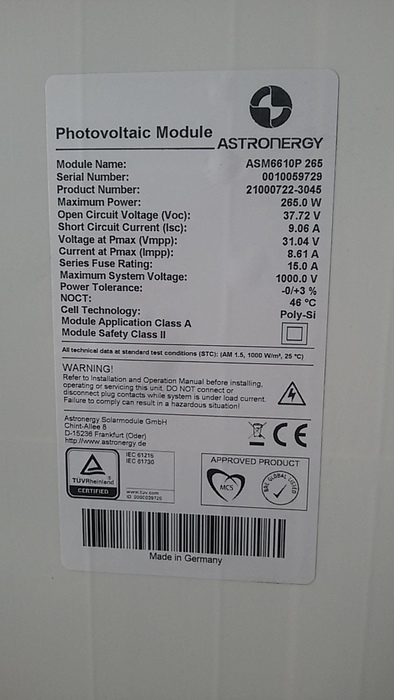 ASTRONERGY
Photovoltaic Module
Module Name: ASM6610P 265
Serial Number: 0010059729
Product Number: 21000722-3045
Maximum Power: 265.0 W
Open Circuit Voltage (Voc): 37.72 V
Short Circuit Current (Isc): 9.06 A
Voltage at Pmax (Vmpp): 31.04 V
Current at Pmax (Impp): 8.61 A
Series Fuse Rating: 15.0 A
Maximum System Voltage: 1000.0 V
Power Tolerance: -0/+3 %
NOCT: 46 ºC
Cell Technology: Poly-Si
Module Application Class A
Module Safety Class II
All technical data at standard test conditions (STC): (AM 1.5, 1000 W/m², 25 ºC)
WARNING!
Refer to Installation and Operation Manual before installing,
operating or servicing this unit. DO NOT connect or
disconnect plug contacts while system is under load current.
Failure to comply can result in a hazardous situation!
Astronergy Solarmodule GmbH
Chint-Allee 8
D-15236 Frankfurt (Oder)
http://www.astronergy.de
CE
TÜVRheinland
CERTIFIED
IEC 61215
IEC 61730
www.tuv.com
APPROVED PRODUCT
MCS
BRE GLOBAL LISTED
Made in Germany